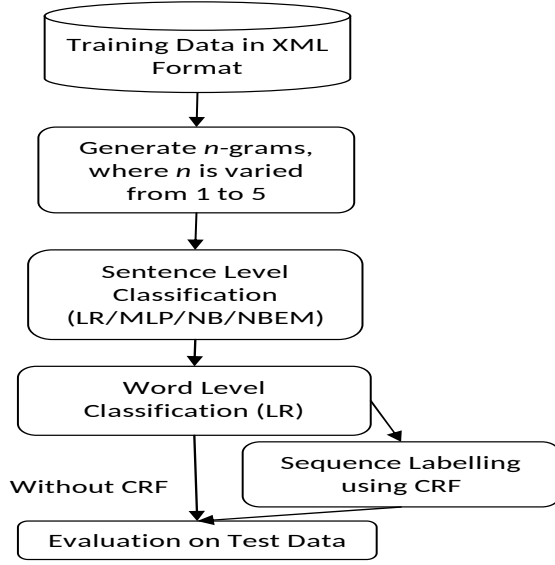 Training Data in XML
Format
Generate n-grams,
where n is varied
from 1 to 5
Sentence Level
Classification
(LR/MLP/NB/NBEM)
Word Level
Classification (LR)
Sequence Labelling
using CRF
Without CRF
Evaluation on Test Data